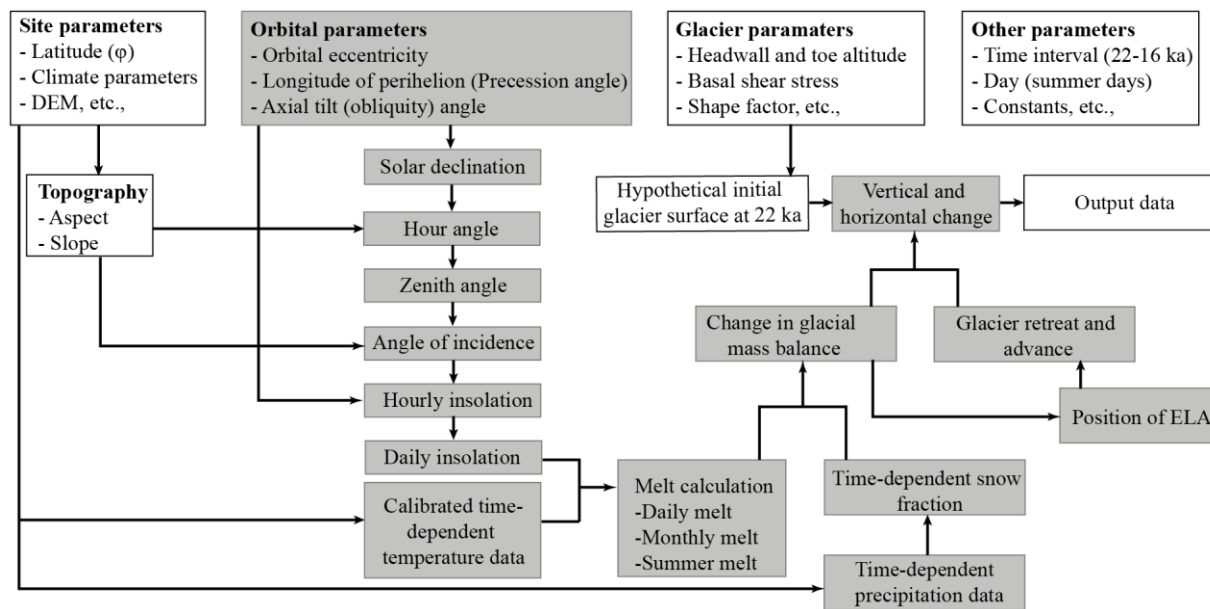 Site parameters
- Latitude (φ)
- Climate parameters
- DEM, etc.,
Orbital parameters
- Orbital eccentricity
- Longitude of perihelion (Precession angle)
- Axial tilt (obliquity) angle
Glacier paramaters
- Headwall and toe altitude
- Basal shear stress
- Shape factor, etc.,
Other parameters
- Time interval (22-16 ka)
- Day (summer days)
- Constants, etc.,
Topography
- Aspect
- Slope
Solar declination
Hour angle
Zenith angle
Angle of incidence
Hourly insolation
Daily insolation
Calibrated time-
dependent
temperature data
Hypothetical initial
glacier surface at 22 ka
Vertical and
horizontal change
Output data
Change in glacial
mass balance
Glacier retreat and
advance
Position of ELA
Melt calculation
-Daily melt
-Monthly melt
-Summer melt
Time-dependent snow
fraction
Time-dependent
precipitation data